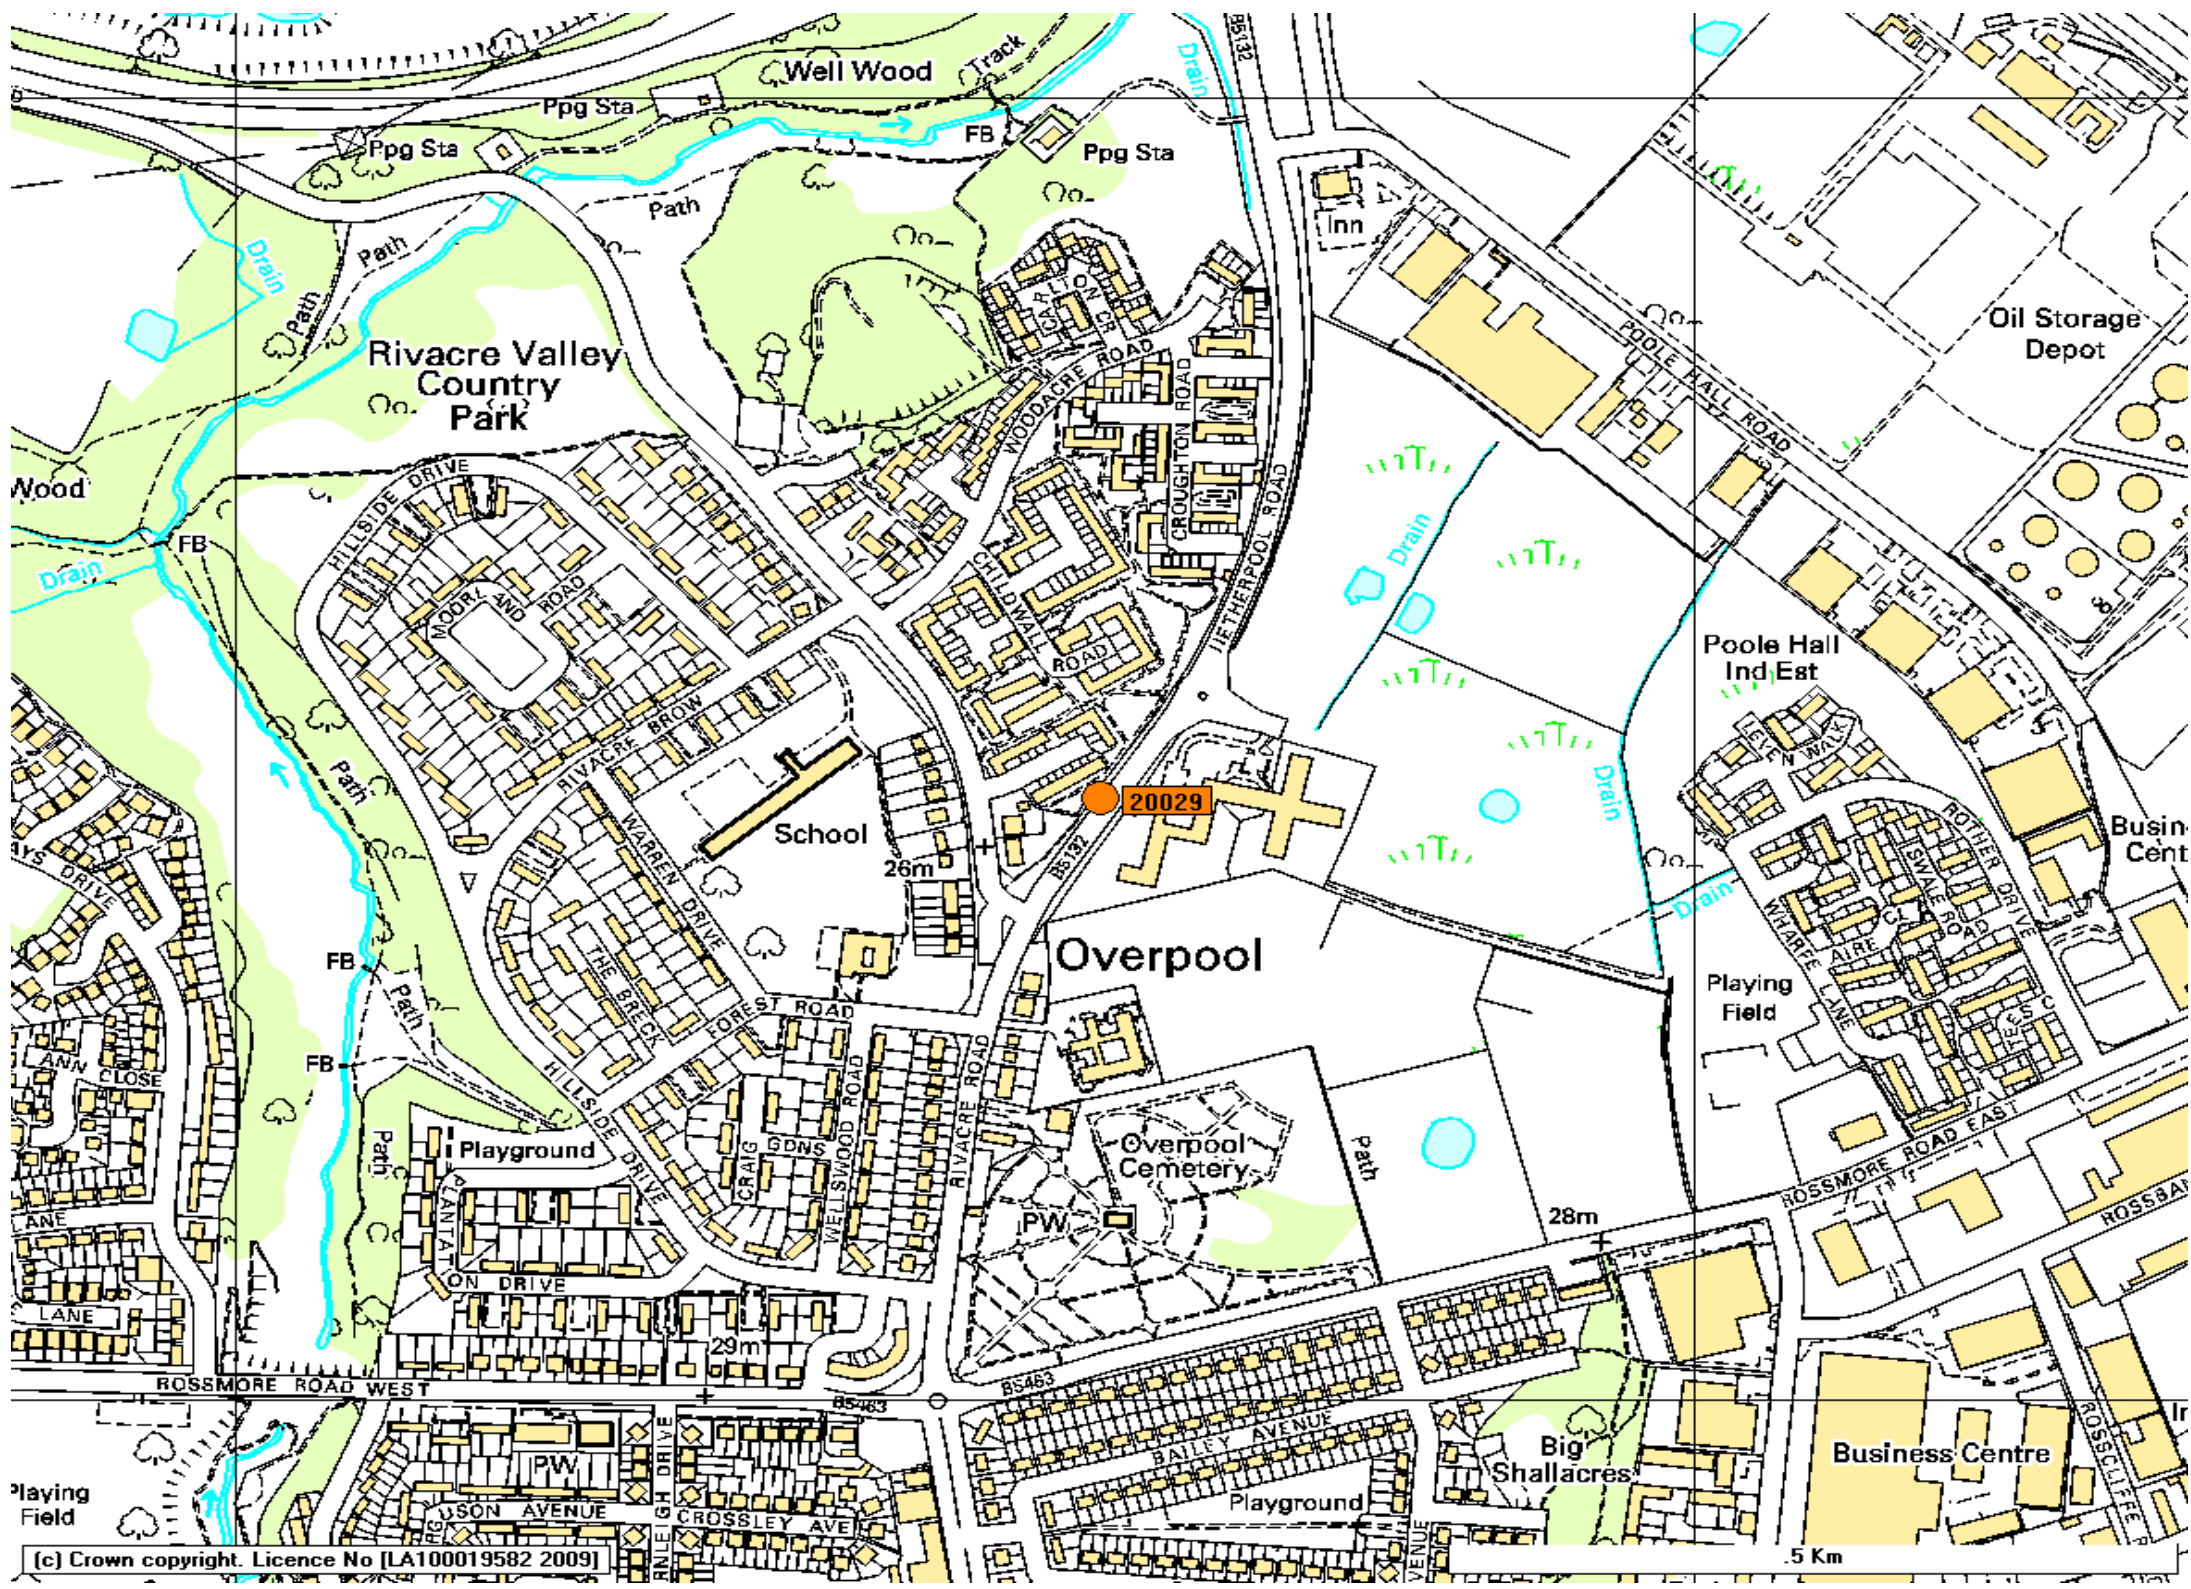 B5132
Drain
Track
Well Wood
Ppg Sta
FB
Ppg Sta
Ppg Sta
Path
Inn
Path
Drain
Path
CARLTON CR
Oil Storage
Depot
POOLE HALL ROAD
Rivacre Valley
Country
Park
WOODACRE ROAD
CROUGHTON ROAD
HILLSIDE DRIVE
Wood
FB
Drain
Drain
NETHERPOOL ROAD
CHILDWALL
ROAD
MOORLAND ROAD
Poole Hall
Ind Est
LEVEN WALK
RIVACRE BROW
Path
20029
School
WARREN DRIVE
26m
B5132
Drain
ROTHER DRIVE
SWALE ROAD
Drain
WHARFE LANE
AIRE
CL
TEES CL
Overpool
FB
THE BRECK
FOREST ROAD
Path
Playing
Field
ANN CLOSE
FB
HILLSIDE DRIVE
Playground
Path
CRAIG
GDNS
WELLSWOOD ROAD
RIVACRE ROAD
Overpool
Cemetery
PW
Path
ROSSMORE ROAD EAST
28m
LANE
LANE
PLANTATION DRIVE
29m
ROSSMORE ROAD WEST
B5463
B5463
BAILEY AVENUE
PW
Big
Shallacres
Business Centre
Playground
CROSSLEY AVE
AVENUE
ROSSCLIFFE
Playing
Field
(c) Crown copyright. Licence No [LA100019582 2009]
.5 Km